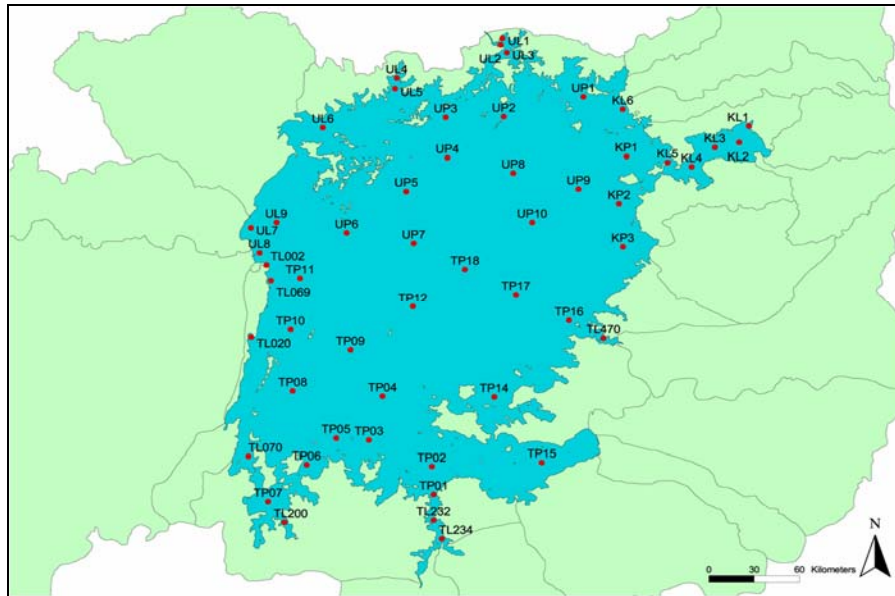 UL1
UL2
UL3
UL4
UL5
UP1
KL6
UP3
UP2
UL6
KL1
KL3
KL2
KP1
KL5
KL4
UP4
UP8
UP5
UP9
KP2
UL9
UL7
UP6
UP10
UP7
KP3
UL8
TL002
TP11
TP18
TL069
TP17
TP12
TP16
TL470
TP10
TL020
TP09
TP08
TP04
TP14
TP05
TP03
TL070
TP06
TP02
TP15
TP07
TP01
TL200
TL232
TL234
N
0 30 60 Kilometers